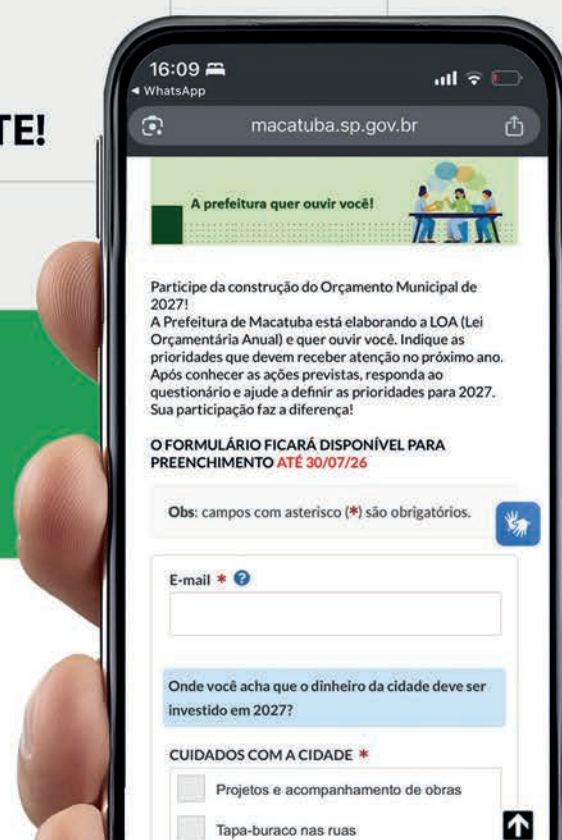 TE!
16:09
WhatsApp
macatuba.sp.gov.br
A prefeitura quer ouvir você!
Participe da construção do Orçamento Municipal de
2027!
A Prefeitura de Macatuba está elaborando a LOA (Lei
Orçamentária Anual) e quer ouvir você. Indique as
prioridades que devem receber atenção no próximo ano.
Após conhecer as ações previstas, responda ao
questionário e ajude a definir as prioridades para 2027.
Sua participação faz a diferença!
O FORMULÁRIO FICARÁ DISPONÍVEL PARA
PREENCHIMENTO ATÉ 30/07/26
Obs: campos com asterisco (*) são obrigatórios.
E-mail * ?
Onde você acha que o dinheiro da cidade deve ser
investido em 2027?
CUIDADOS COM A CIDADE *
Projetos e acompanhamento de obras
Tapa-buraco nas ruas